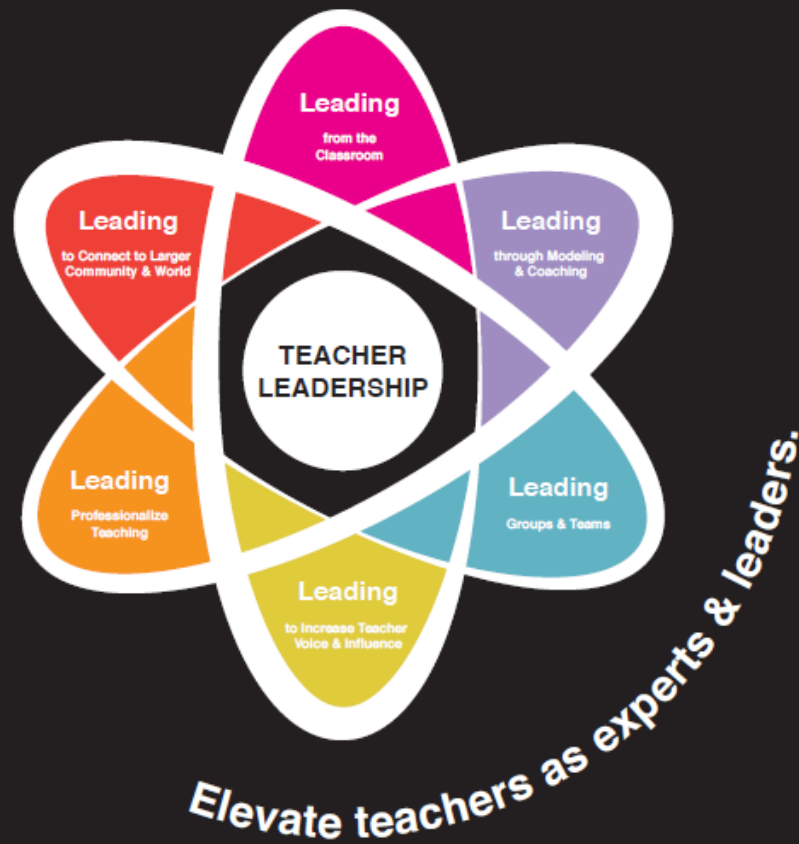 Leading
from the
Classroom
Leading
through Modeling
& Coaching
Leading
Groups & Teams
Leading
to Increase Teacher
Voice & Influence
Leading
Professionalize
Teaching
Leading
to Connect to Larger
Community & World
TEACHER
LEADERSHIP
Elevate teachers as experts & leaders.